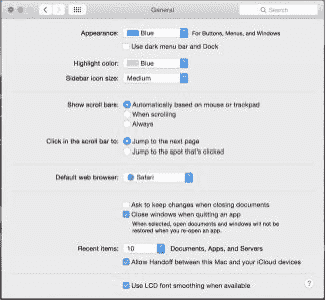 General
Search
Appearance: Blue For Buttons, Menus, and Windows
Use dark menu bar and Dock
Highlight color: Blue
Sidebar icon size: Medium
Show scroll bars: Automatically based on mouse or trackpad
When scrolling
Always
Click in the scroll bar to: Jump to the next page
Jump to the spot that's clicked
Default web browser: Safari
Ask to keep changes when closing documents
Close windows when quitting an app
When selected, open documents and windows will not be
restored when you re-open an app.
Recent items: 10 Documents, Apps, and Servers
Allow Handoff between this Mac and your iCloud devices
Use LCD font smoothing when available
?